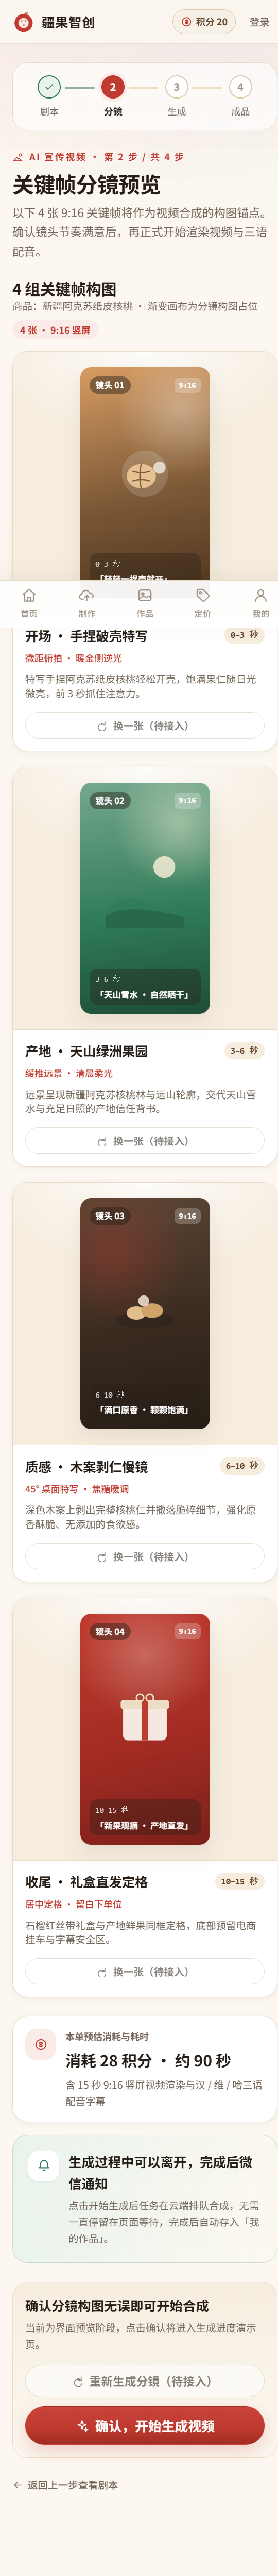 疆果智创
积分 20
登录
2
3
4
剧本
分镜
生成
成品
AI 宣传视频 · 第 2 步 / 共 4 步
关键帧分镜预览
以下 4 张 9:16 关键帧将作为视频合成的构图锚点。
确认镜头节奏满意后，再正式开始渲染视频与三语
配音。
4 组关键帧构图
商品：新疆阿克苏纸皮核桃 · 渐变画布为分镜构图占位
4 张 · 9:16 竖屏
镜头 01
9:16
0–3 秒
「轻轻一捏壳就开」
首页
制作
作品
定价
我的
开场 · 手捏破壳特写
0–3 秒
微距俯拍 · 暖金侧逆光
特写手捏阿克苏纸皮核桃轻松开壳，饱满果仁随日光
微亮，前 3 秒抓住注意力。
换一张（待接入）
镜头 02
9:16
3–6 秒
「天山雪水 · 自然晒干」
产地 · 天山绿洲果园
3–6 秒
缓推远景 · 清晨柔光
远景呈现新疆阿克苏核桃林与远山轮廓，交代天山雪
水与充足日照的产地信任背书。
换一张（待接入）
镜头 03
9:16
6–10 秒
「满口原香 · 颗颗饱满」
质感 · 木案剥仁慢镜
6–10 秒
45° 桌面特写 · 焦糖暖调
深色木案上剥出完整核桃仁并撒落脆碎细节，强化原
香酥脆、无添加的食欲感。
换一张（待接入）
镜头 04
9:16
10–15 秒
「新果现摘 · 产地直发」
收尾 · 礼盒直发定格
10–15 秒
居中定格 · 留白下单位
石榴红丝带礼盒与产地鲜果同框定格，底部预留电商
挂车与字幕安全区。
换一张（待接入）
本单预估消耗与耗时
消耗 28 积分 · 约 90 秒
含 15 秒 9:16 竖屏视频渲染与汉 / 维 / 哈三语
配音字幕
生成过程中可以离开，完成后微
信通知
点击开始生成后任务在云端排队合成，无需
一直停留在页面等待，完成后自动存入「我
的作品」。
确认分镜构图无误即可开始合成
当前为界面预览阶段，点击确认将进入生成进度演示
页。
重新生成分镜（待接入）
确认，开始生成视频
← 返回上一步查看剧本